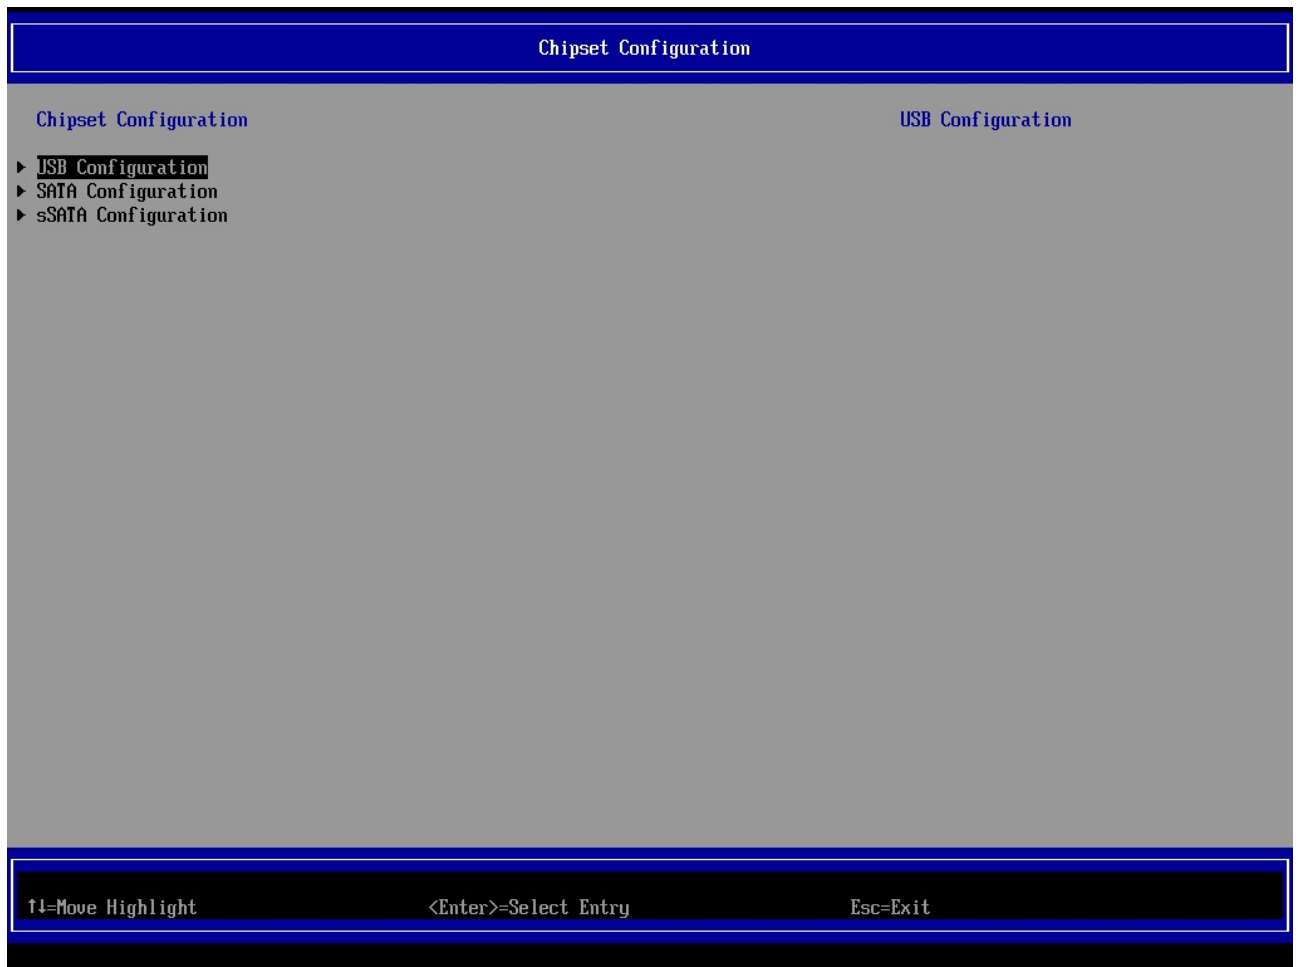 Chipset Configuration
Chipset Configuration
USB Configuration
USB Configuration
SATA Configuration
sSATA Configuration
↑↓=Move Highlight
<Enter>=Select Entry
Esc=Exit